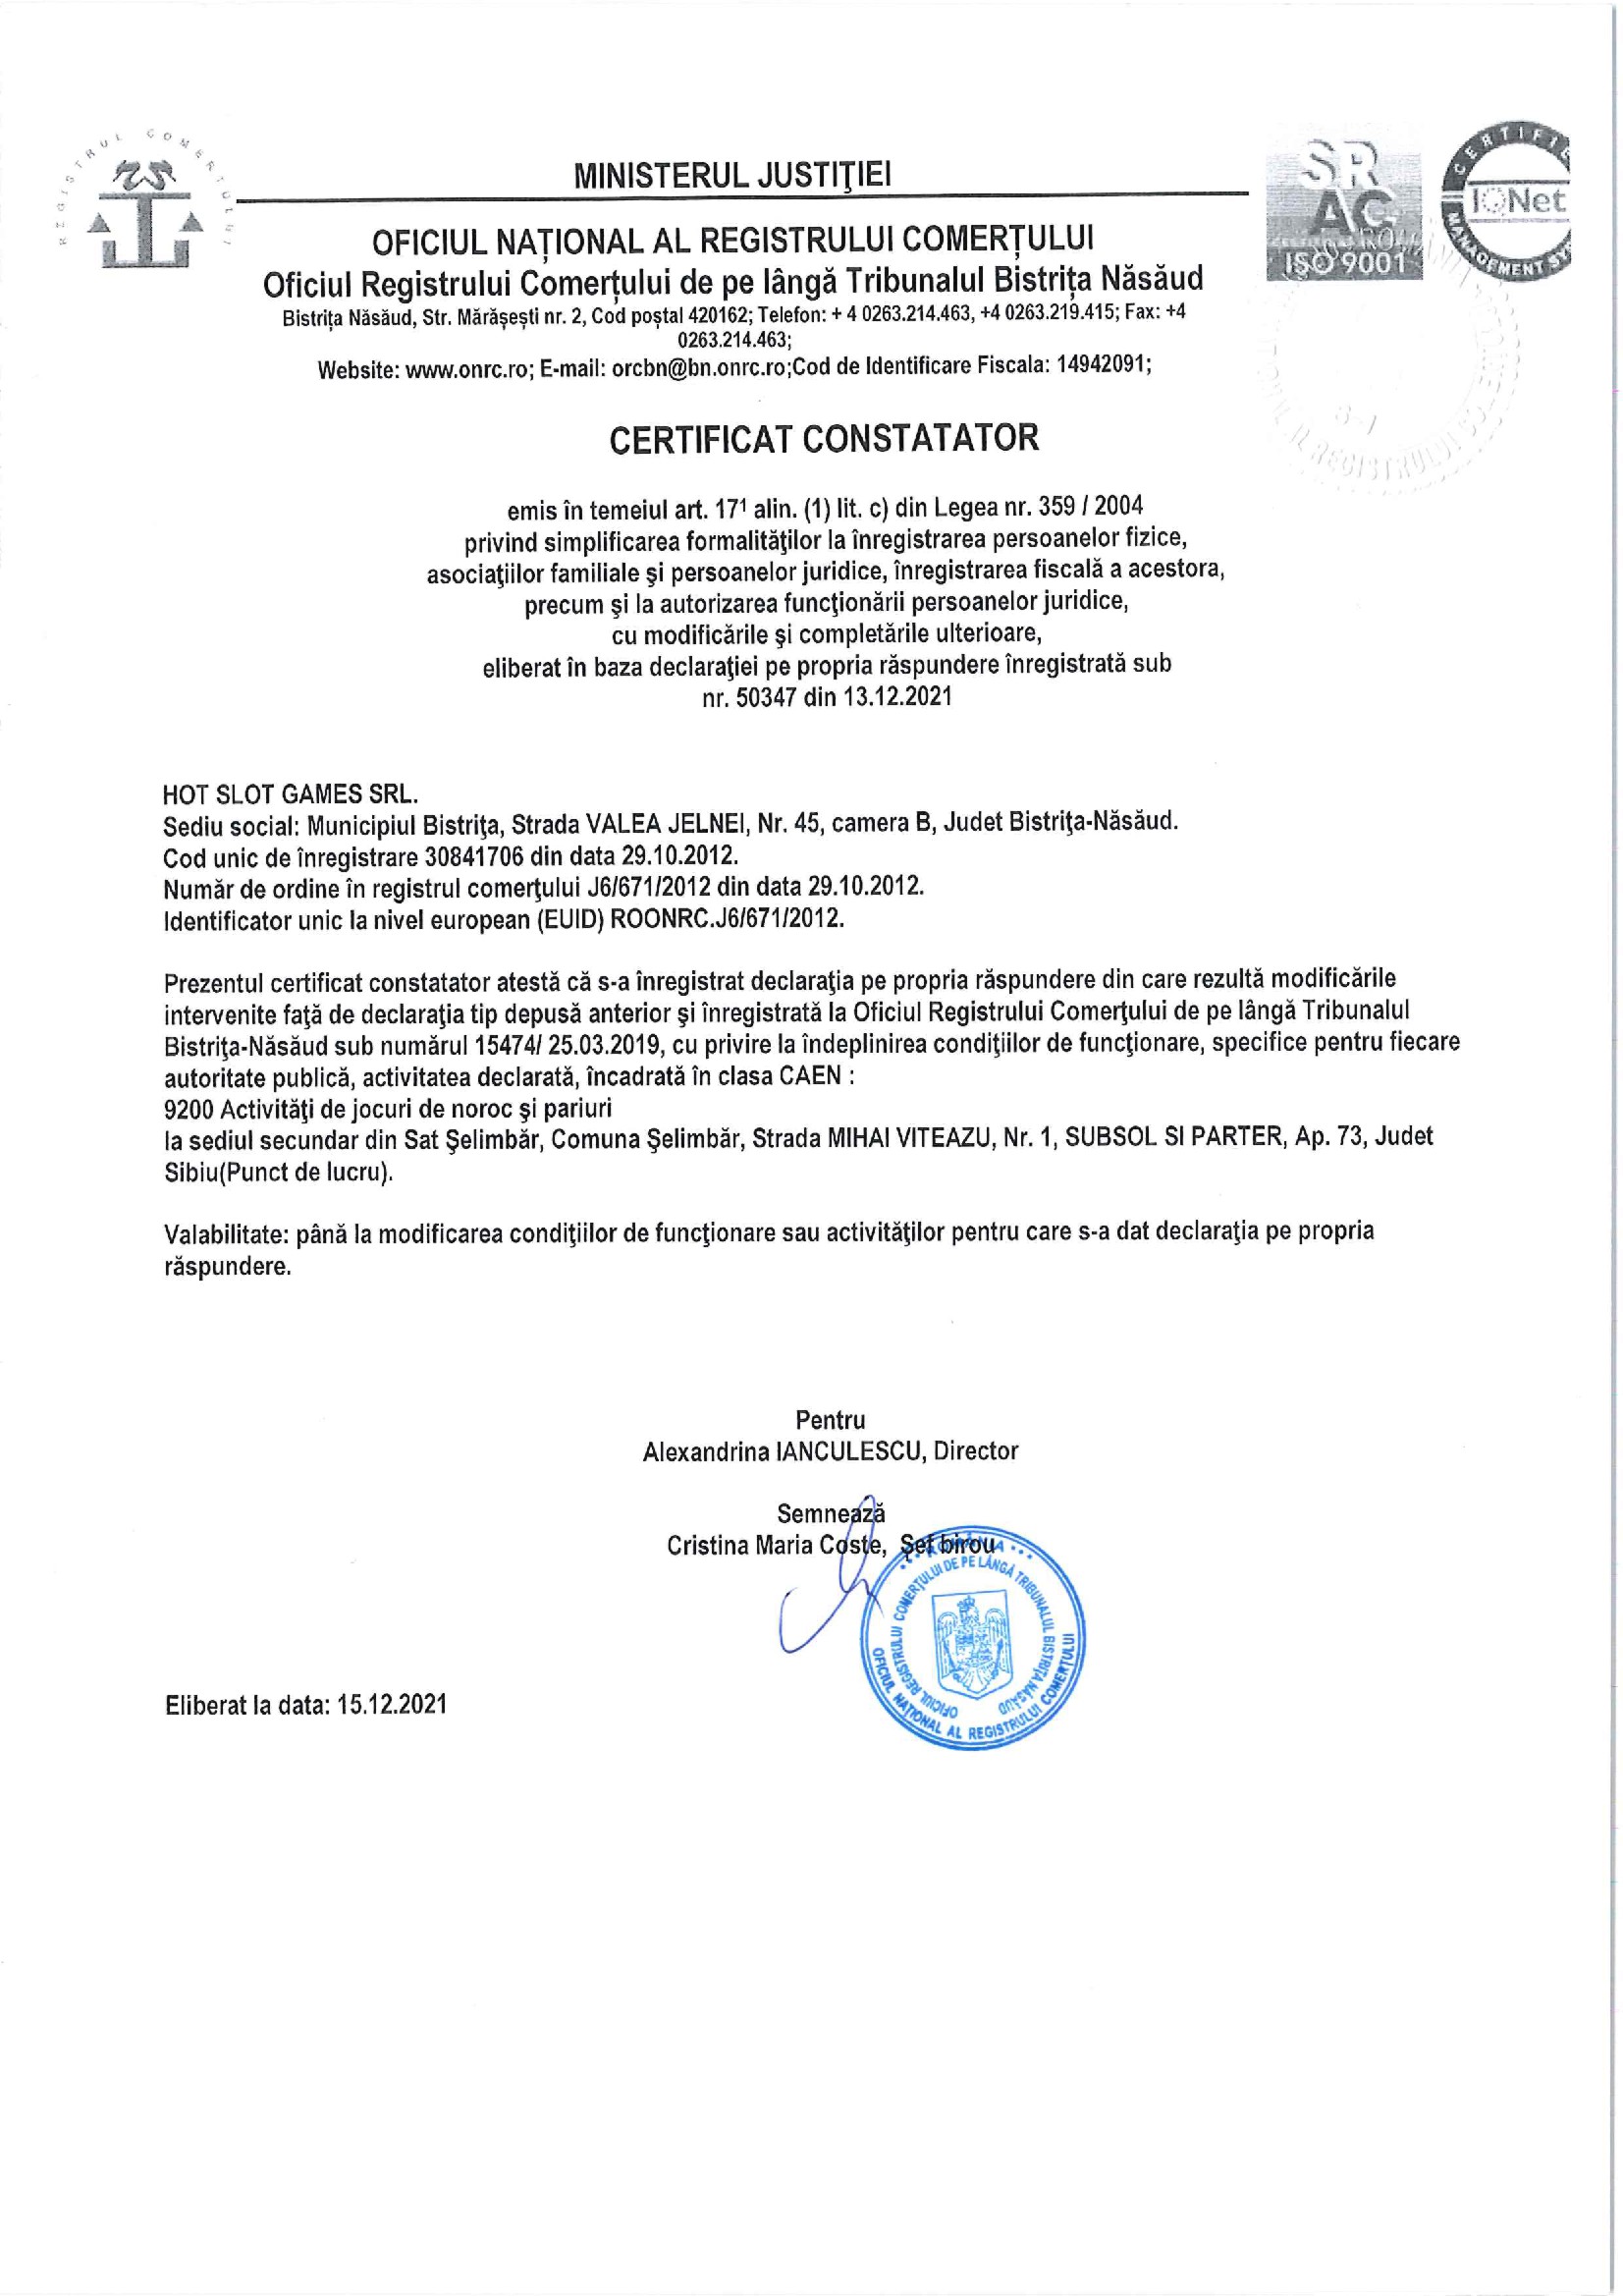 REGISTRUL COMERTULUI
MINISTERUL JUSTIŢIEI
SR
AC
ISO 9001
CERTIFIE
IQNet
MANAGEMENT SY
OFICIUL NAȚIONAL AL REGISTRULUI COMERȚULUI
Oficiul Registrului Comerțului de pe lângă Tribunalul Bistrița Năsăud
Bistrița Năsăud, Str. Mărășești nr. 2, Cod poștal 420162; Telefon: + 4 0263.214.463, +4 0263.219.415; Fax: +4
0263.214.463;
Website: www.onrc.ro; E-mail: orcbn@bn.onrc.ro;Cod de Identificare Fiscala: 14942091;
CERTIFICAT CONSTATATOR
emis în temeiul art. 17¹ alin. (1) lit. c) din Legea nr. 359 / 2004
privind simplificarea formalităţilor la înregistrarea persoanelor fizice,
asociaţiilor familiale şi persoanelor juridice, înregistrarea fiscală a acestora,
precum şi la autorizarea funcţionării persoanelor juridice,
cu modificările şi completările ulterioare,
eliberat în baza declaraţiei pe propria răspundere înregistrată sub
nr. 50347 din 13.12.2021
HOT SLOT GAMES SRL.
Sediu social: Municipiul Bistriţa, Strada VALEA JELNEI, Nr. 45, camera B, Judet Bistriţa-Năsăud.
Cod unic de înregistrare 30841706 din data 29.10.2012.
Număr de ordine în registrul comerţului J6/671/2012 din data 29.10.2012.
Identificator unic la nivel european (EUID) ROONRC.J6/671/2012.
Prezentul certificat constatator atestă că s-a înregistrat declaraţia pe propria răspundere din care rezultă modificările
intervenite faţă de declaraţia tip depusă anterior şi înregistrată la Oficiul Registrului Comerţului de pe lângă Tribunalul
Bistriţa-Năsăud sub numărul 15474/ 25.03.2019, cu privire la îndeplinirea condiţiilor de funcţionare, specifice pentru fiecare
autoritate publică, activitatea declarată, încadrată în clasa CAEN :
9200 Activităţi de jocuri de noroc şi pariuri
la sediul secundar din Sat Şelimbăr, Comuna Şelimbăr, Strada MIHAI VITEAZU, Nr. 1, SUBSOL SI PARTER, Ap. 73, Judet
Sibiu(Punct de lucru).
Valabilitate: până la modificarea condiţiilor de funcţionare sau activităţilor pentru care s-a dat declaraţia pe propria
răspundere.
Pentru
Alexandrina IANCULESCU, Director
Semnează
Cristina Maria Coste, Şef birou
ROMÂNIA
OFICIUL REGISTRULUI COMERŢULUI DE PE LÂNGĂ TRIBUNALUL BISTRIŢA NĂSĂUD
OFICIUL NAŢIONAL AL REGISTRULUI COMERŢULUI
Eliberat la data: 15.12.2021